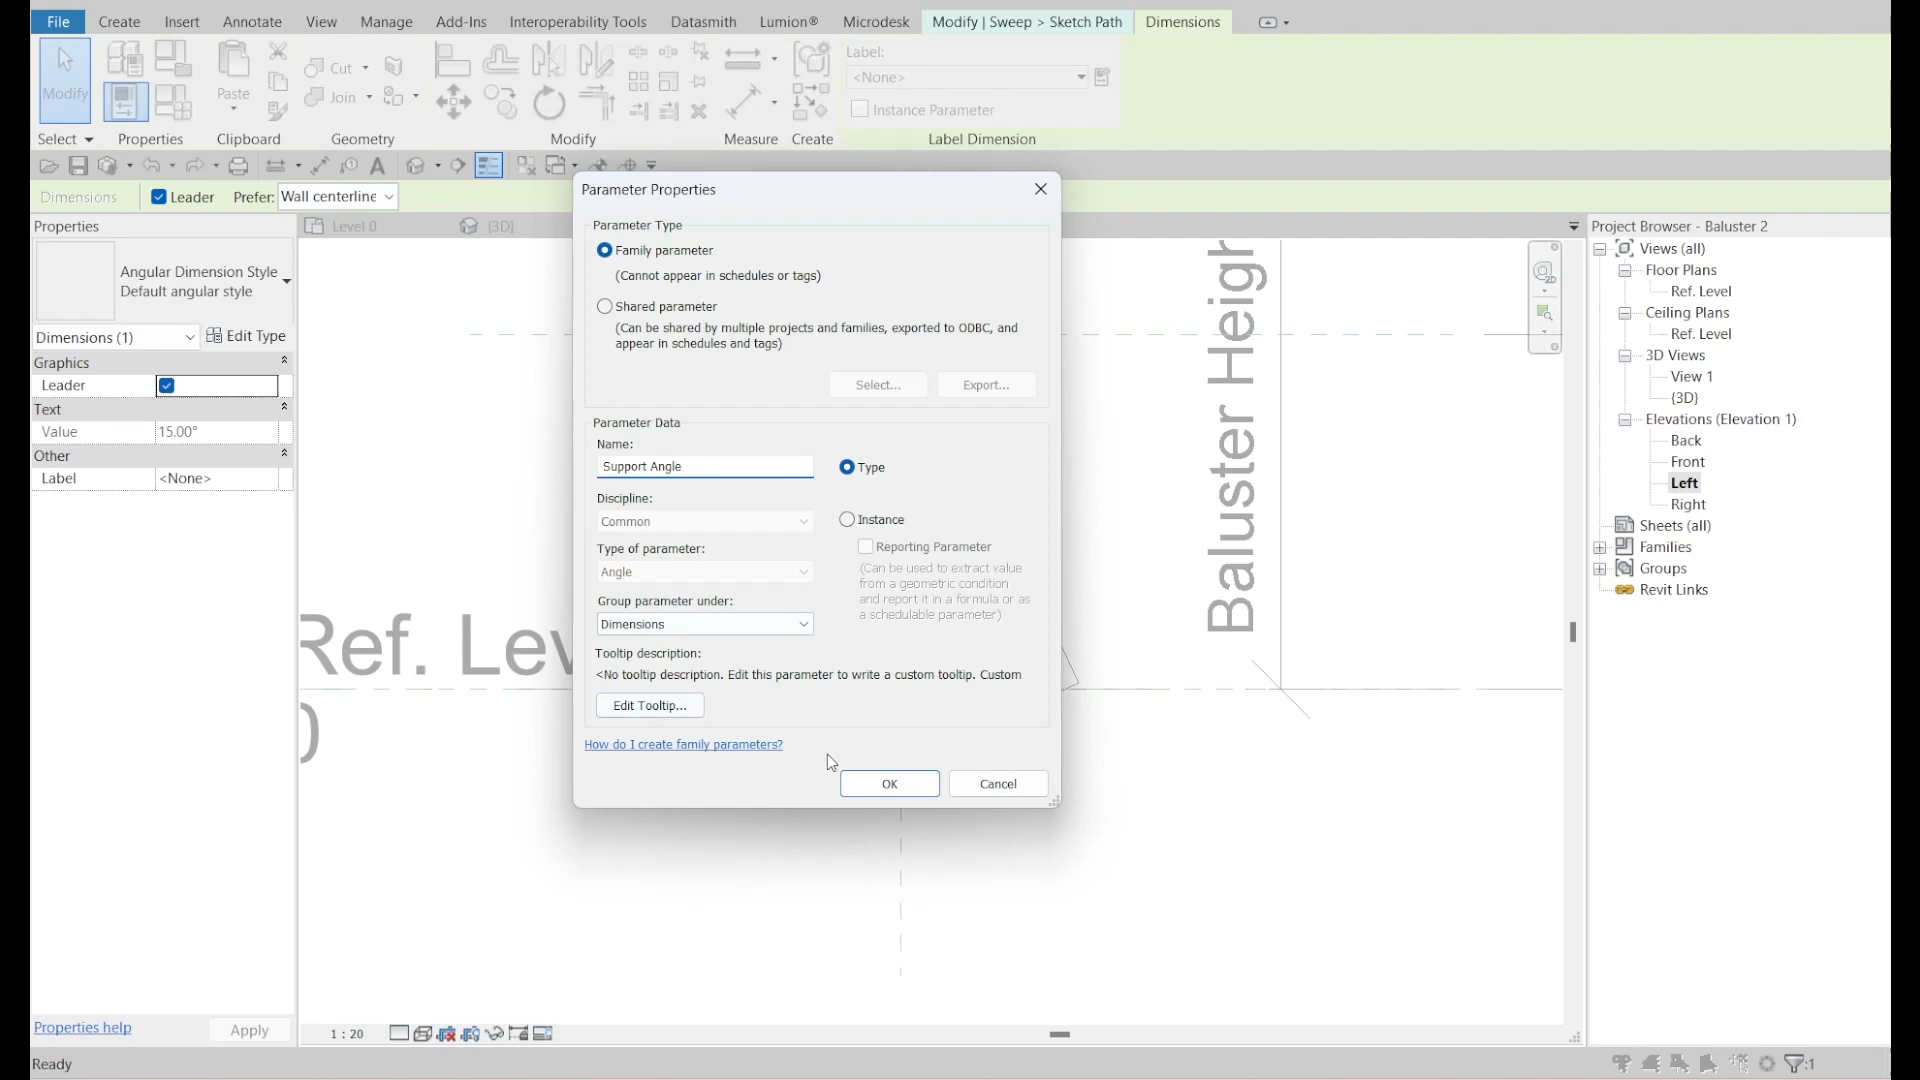 File Create Insert Annotate View Manage Add-Ins Interoperability Tools Datasmith Lumion® Microdesk Modify | Sweep > Sketch Path Dimensions
Modify
Paste
Cut
Join
Label:
<None>
Instance Parameter
Select Properties Clipboard Geometry Modify Measure Create Label Dimension
Dimensions Leader Prefer: Wall centerline
Properties
Angular Dimension Style
Default angular style
Dimensions (1) Edit Type
Graphics
Leader
Text
Value 15.00°
Other
Label <None>
Properties help Apply
Level 0 {3D}
Ref. Lev
0
Baluster Heigh
2D
Parameter Properties
Parameter Type
Family parameter
(Cannot appear in schedules or tags)
Shared parameter
(Can be shared by multiple projects and families, exported to ODBC, and
appear in schedules and tags)
Select... Export...
Parameter Data
Name:
Support Angle
Type
Discipline:
Common
Instance
Type of parameter:
Angle
Reporting Parameter
(Can be used to extract value
from a geometric condition
and report it in a formula or as
a schedulable parameter)
Group parameter under:
Dimensions
Tooltip description:
<No tooltip description. Edit this parameter to write a custom tooltip. Custom
Edit Tooltip...
How do I create family parameters?
OK Cancel
Project Browser - Baluster 2
Views (all)
Floor Plans
Ref. Level
Ceiling Plans
Ref. Level
3D Views
View 1
{3D}
Elevations (Elevation 1)
Back
Front
Left
Right
Sheets (all)
Families
Groups
Revit Links
1 : 20
Ready
:1